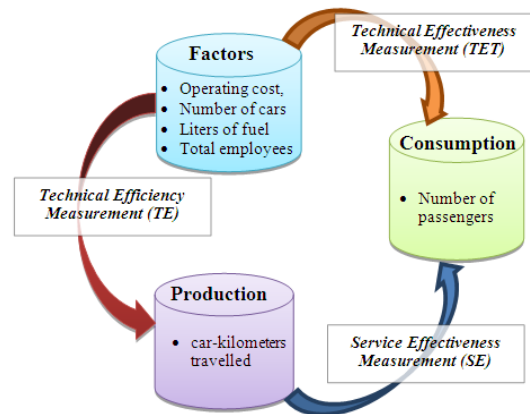 Technical Effectiveness
Measurement (TET)
Factors
• Operating cost,
• Number of cars
• Liters of fuel
• Total employees
Consumption
• Number of
passengers
Technical Efficiency
Measurement (TE)
Production
• car-kilometers
travelled
Service Effectiveness
Measurement (SE)